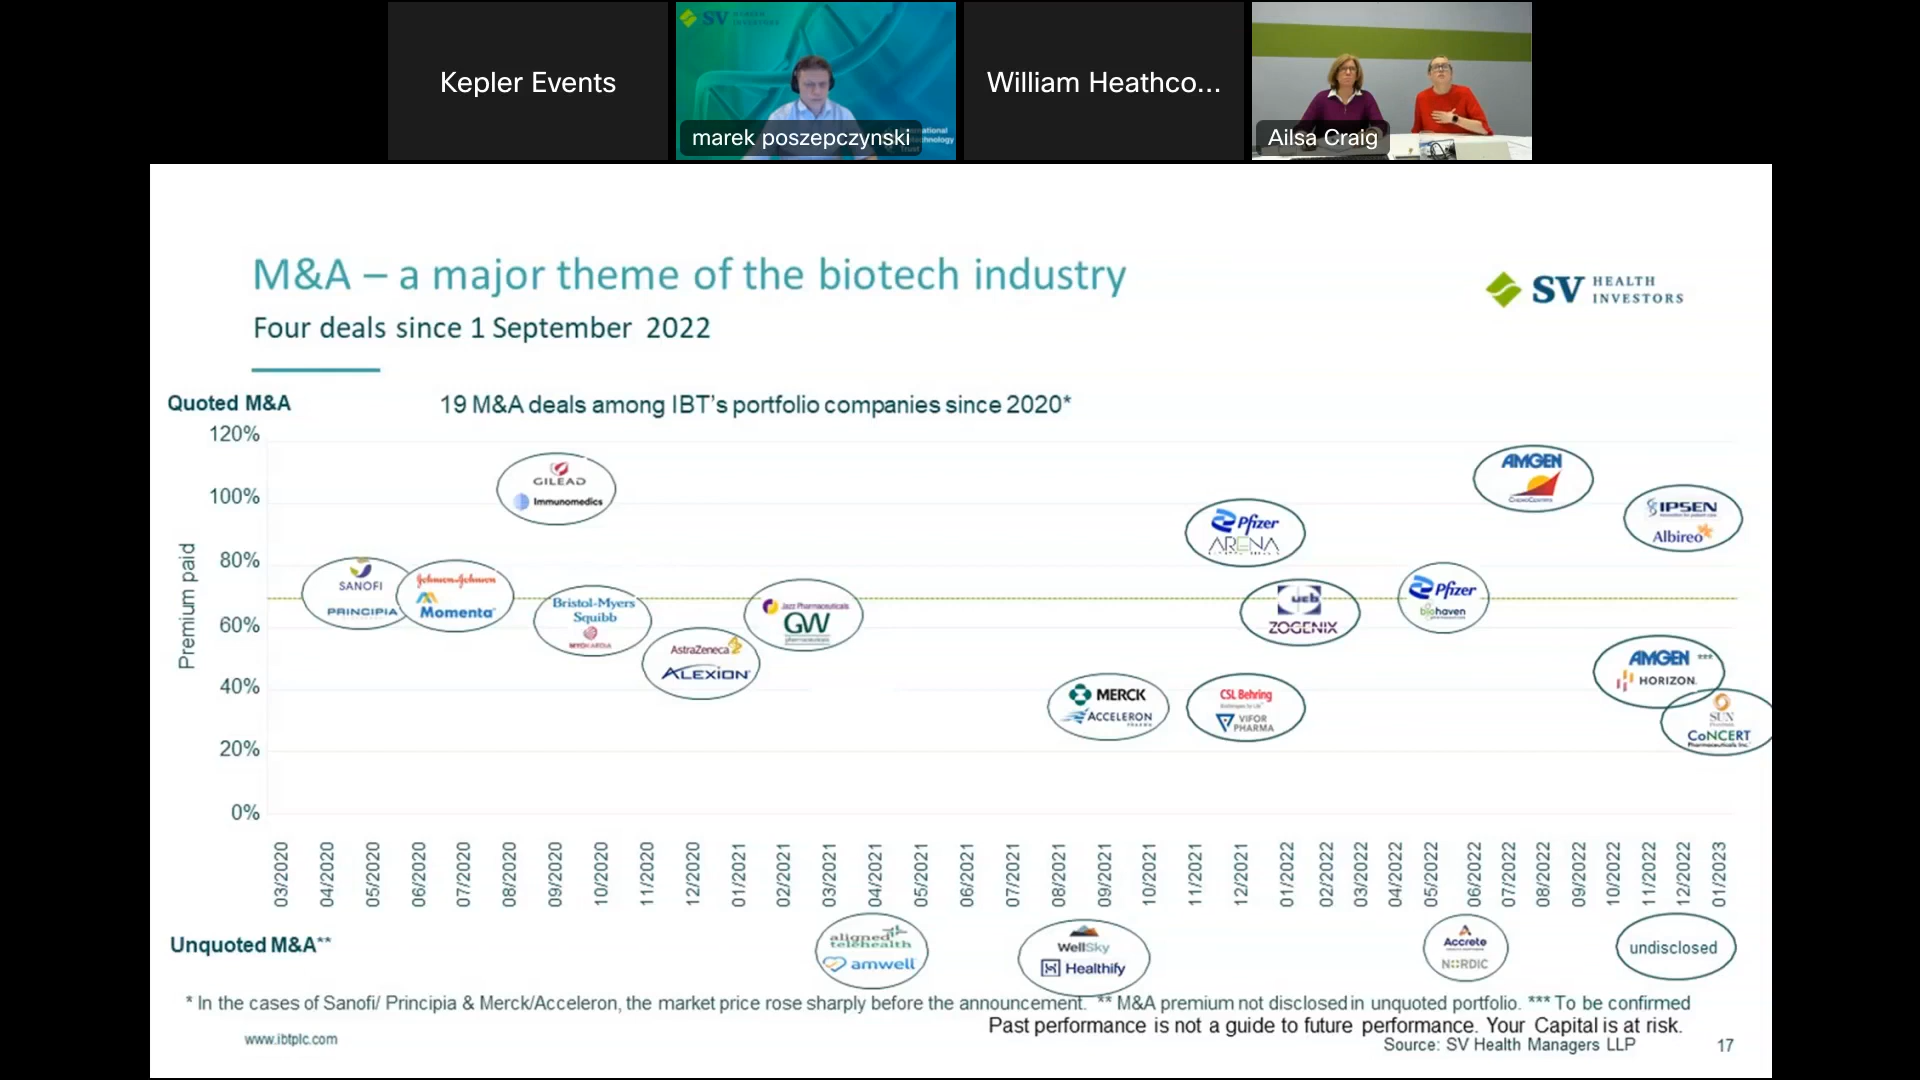 Kepler Events
SV
marek poszepczynski
William Heathco...
Ailsa Craig
M&A – a major theme of the biotech industry
Four deals since 1 September 2022
SV HEALTH INVESTORS
Quoted M&A
19 M&A deals among IBT's portfolio companies since 2020*
Premium paid
120%
100%
80%
60%
40%
20%
0%
SANOFI
PRINCIPIA
Johnson & Johnson
Momenta
GILEAD
Immunomedics
Bristol-Myers
Squibb
MYOKARDIA
AstraZeneca
ALEXION
Jazz Pharmaceuticals
GW
pharmaceuticals
MERCK
ACCELERON
PHARMA
Pfizer
ARENA
CSL Behring
VIFOR
PHARMA
ucb
ZOGENIX
Pfizer
biohaven
AMGEN
ChemoCentryx
IPSEN
Albireo
AMGEN ***
HORIZON
SUN
CoNCERT
Pharmaceuticals Inc.
03/2020
04/2020
05/2020
06/2020
07/2020
08/2020
09/2020
10/2020
11/2020
12/2020
01/2021
02/2021
03/2021
04/2021
05/2021
06/2021
07/2021
08/2021
09/2021
10/2021
11/2021
12/2021
01/2022
02/2022
03/2022
04/2022
05/2022
06/2022
07/2022
08/2022
09/2022
10/2022
11/2022
12/2022
01/2023
Unquoted M&A**
aligned
telehealth
amwell
WellSky
Healthify
Accrete
NORDIC
undisclosed
* In the cases of Sanofi/ Principia & Merck/Acceleron, the market price rose sharply before the announcement. ** M&A premium not disclosed in unquoted portfolio. *** To be confirmed
Past performance is not a guide to future performance. Your Capital is at risk.
www.ibtplc.com
Source: SV Health Managers LLP
17